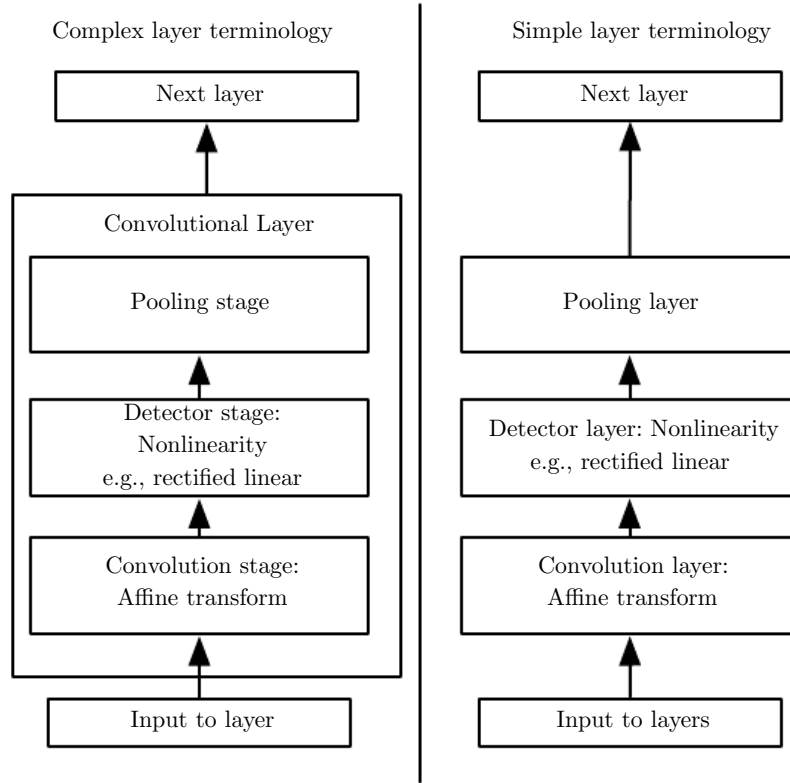 Complex layer terminology
Next layer
Convolutional Layer
Pooling stage
Detector stage:
Nonlinearity
e.g., rectified linear
Convolution stage:
Affine transform
Input to layer
Simple layer terminology
Next layer
Pooling layer
Detector layer: Nonlinearity
e.g., rectified linear
Convolution layer:
Affine transform
Input to layers